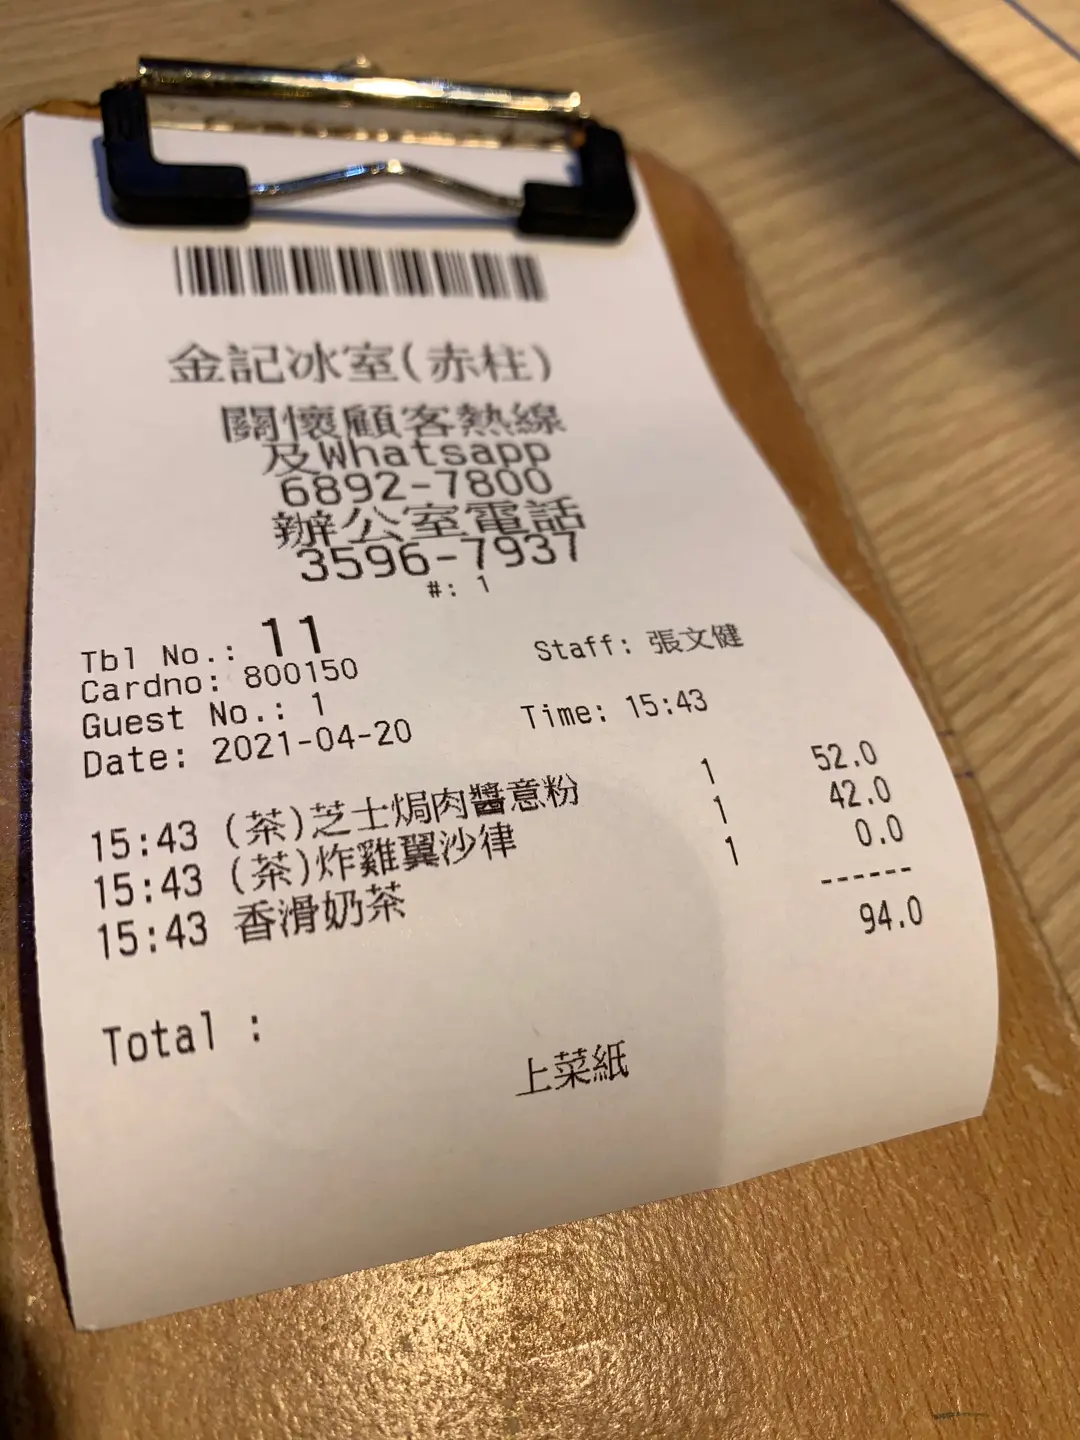 金記冰室(赤柱)
關懷顧客熱線
及Whatsapp
6892-7800
辦公室電話
3596-7937
#: 1
Tbl No.: 11
Cardno: 800150 Staff: 張文健
Guest No.: 1
Date: 2021-04-20 Time: 15:43
15:43 (茶)芝士焗肉醬意粉 1 52.0
15:43 (茶)炸雞翼沙律 1 42.0
15:43 香滑奶茶 1 0.0
------
94.0
Total :
上菜紙